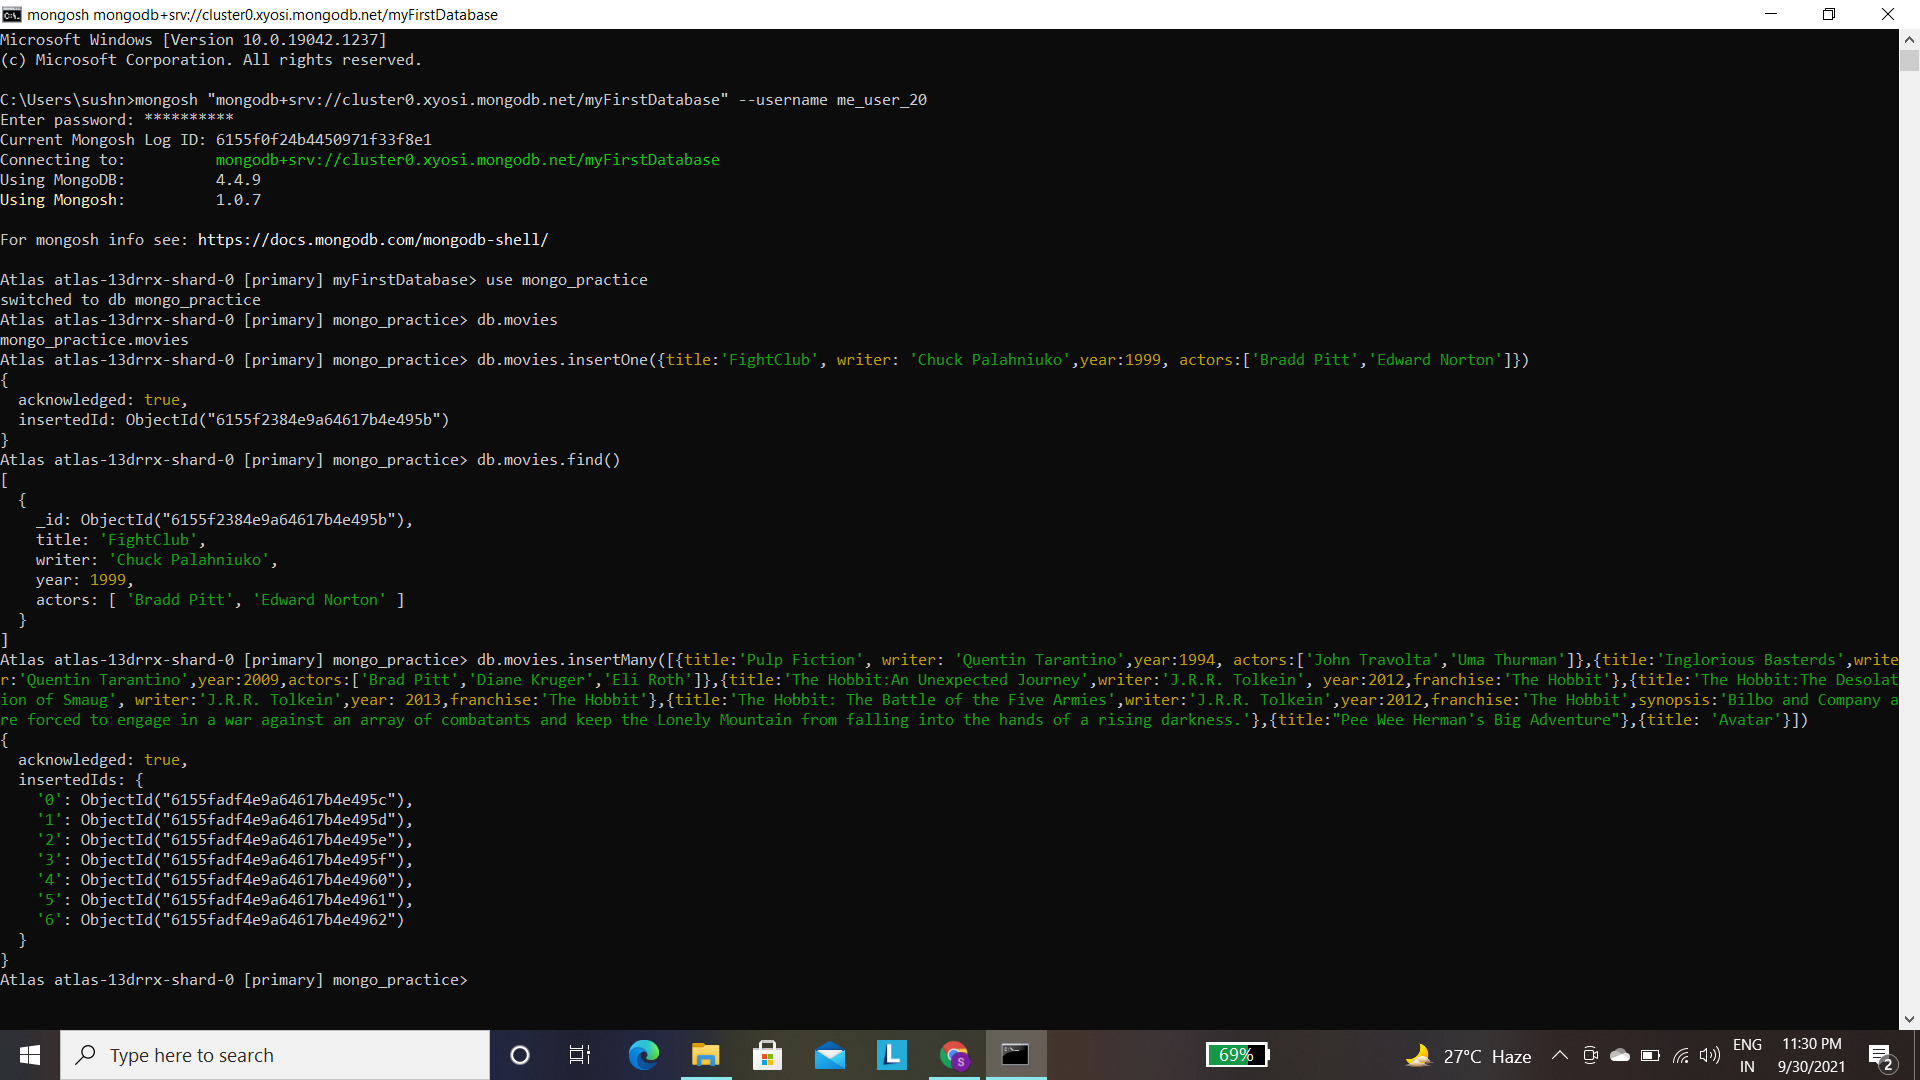 mongosh mongodb+srv://cluster0.xyosi.mongodb.net/myFirstDatabase
Microsoft Windows [Version 10.0.19042.1237]
(c) Microsoft Corporation. All rights reserved.
C:\Users\sushn>mongosh "mongodb+srv://cluster0.xyosi.mongodb.net/myFirstDatabase" --username me_user_20
Enter password: **********
Current Mongosh Log ID: 6155f0f24b4450971f33f8e1
Connecting to: mongodb+srv://cluster0.xyosi.mongodb.net/myFirstDatabase
Using MongoDB: 4.4.9
Using Mongosh: 1.0.7
For mongosh info see: https://docs.mongodb.com/mongodb-shell/
Atlas atlas-13drrx-shard-0 [primary] myFirstDatabase> use mongo_practice
switched to db mongo_practice
Atlas atlas-13drrx-shard-0 [primary] mongo_practice> db.movies
mongo_practice.movies
Atlas atlas-13drrx-shard-0 [primary] mongo_practice> db.movies.insertOne({title:'FightClub', writer: 'Chuck Palahniuko',year:1999, actors:['Bradd Pitt','Edward Norton']})
{
  acknowledged: true,
  insertedId: ObjectId("6155f2384e9a64617b4e495b")
}
Atlas atlas-13drrx-shard-0 [primary] mongo_practice> db.movies.find()
[
  {
    _id: ObjectId("6155f2384e9a64617b4e495b"),
    title: 'FightClub',
    writer: 'Chuck Palahniuko',
    year: 1999,
    actors: [ 'Bradd Pitt', 'Edward Norton' ]
  }
]
Atlas atlas-13drrx-shard-0 [primary] mongo_practice> db.movies.insertMany([{title:'Pulp Fiction', writer: 'Quentin Tarantino',year:1994, actors:['John Travolta','Uma Thurman']},{title:'Inglorious Basterds',write
r:'Quentin Tarantino',year:2009,actors:['Brad Pitt','Diane Kruger','Eli Roth']},{title:'The Hobbit:An Unexpected Journey',writer:'J.R.R. Tolkein', year:2012,franchise:'The Hobbit'},{title:'The Hobbit:The Desolat
ion of Smaug', writer:'J.R.R. Tolkein',year: 2013,franchise:'The Hobbit'},{title:'The Hobbit: The Battle of the Five Armies',writer:'J.R.R. Tolkein',year:2012,franchise:'The Hobbit',synopsis:'Bilbo and Company a
re forced to engage in a war against an array of combatants and keep the Lonely Mountain from falling into the hands of a rising darkness.'},{title:"Pee Wee Herman's Big Adventure"},{title: 'Avatar'}])
{
  acknowledged: true,
  insertedIds: {
    '0': ObjectId("6155fadf4e9a64617b4e495c"),
    '1': ObjectId("6155fadf4e9a64617b4e495d"),
    '2': ObjectId("6155fadf4e9a64617b4e495e"),
    '3': ObjectId("6155fadf4e9a64617b4e495f"),
    '4': ObjectId("6155fadf4e9a64617b4e4960"),
    '5': ObjectId("6155fadf4e9a64617b4e4961"),
    '6': ObjectId("6155fadf4e9a64617b4e4962")
  }
}
Atlas atlas-13drrx-shard-0 [primary] mongo_practice>
Type here to search
L
S
69%
27°C Haze
ENG
IN
11:30 PM
9/30/2021
2